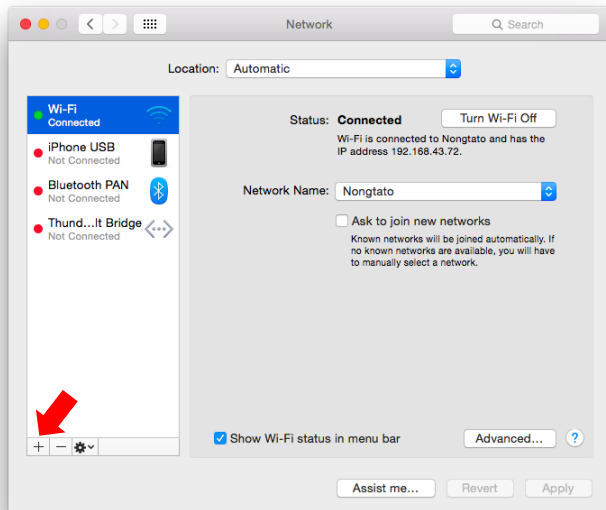 Network
Search
Location: Automatic
Wi-Fi
Connected
iPhone USB
Not Connected
Bluetooth PAN
Not Connected
Thund...lt Bridge
Not Connected
Status: Connected
Turn Wi-Fi Off
Wi-Fi is connected to Nongtato and has the
IP address 192.168.43.72.
Network Name: Nongtato
Ask to join new networks
Known networks will be joined automatically. If
no known networks are available, you will have
to manually select a network.
Show Wi-Fi status in menu bar
Advanced...
?
Assist me...
Revert
Apply